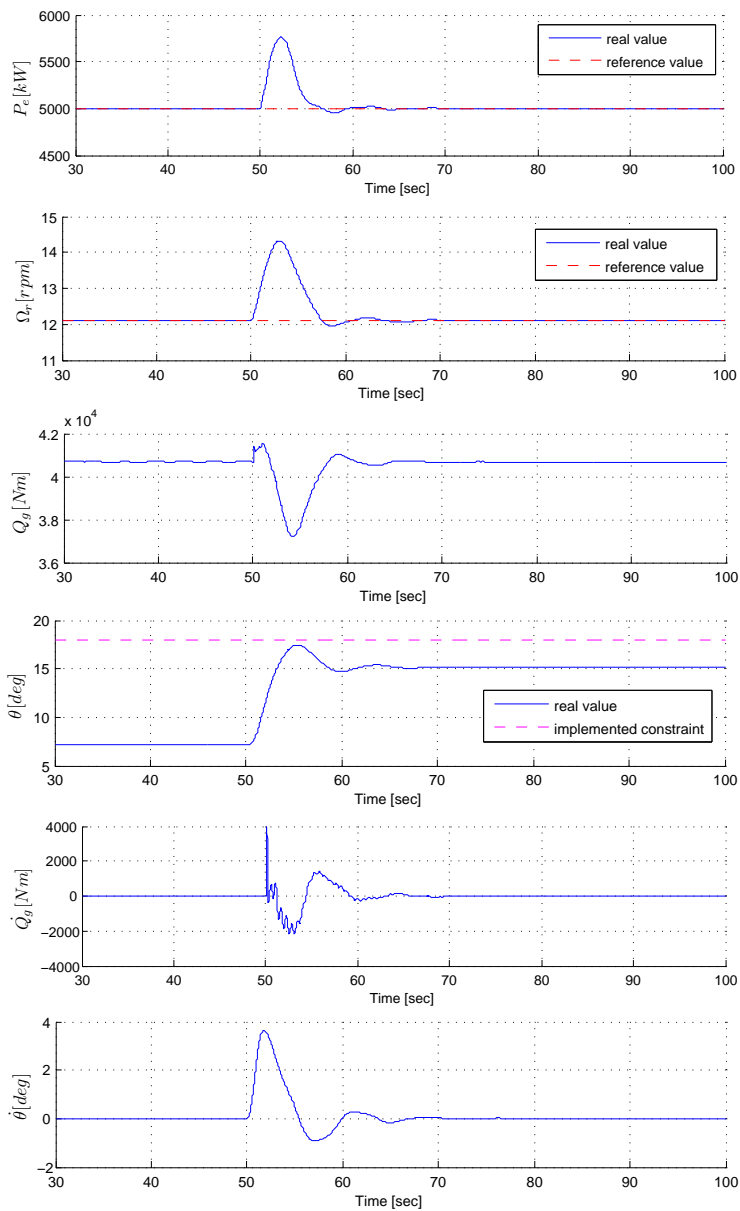 6000
5500
5000
4500
P_e [kW]
real value
reference value
30 40 50 60 70 80 90 100
Time [sec]
15
14
13
12
11
Ω_r [rpm]
real value
reference value
30 40 50 60 70 80 90 100
Time [sec]
x 10^4
4.2
4
3.8
3.6
Q_g [Nm]
30 40 50 60 70 80 90 100
Time [sec]
20
15
10
5
θ [deg]
real value
implemented constraint
30 40 50 60 70 80 90 100
Time [sec]
4000
2000
0
−2000
−4000
Q̇_g [Nm]
30 40 50 60 70 80 90 100
Time [sec]
4
2
0
−2
θ̇ [deg]
30 40 50 60 70 80 90 100
Time [sec]